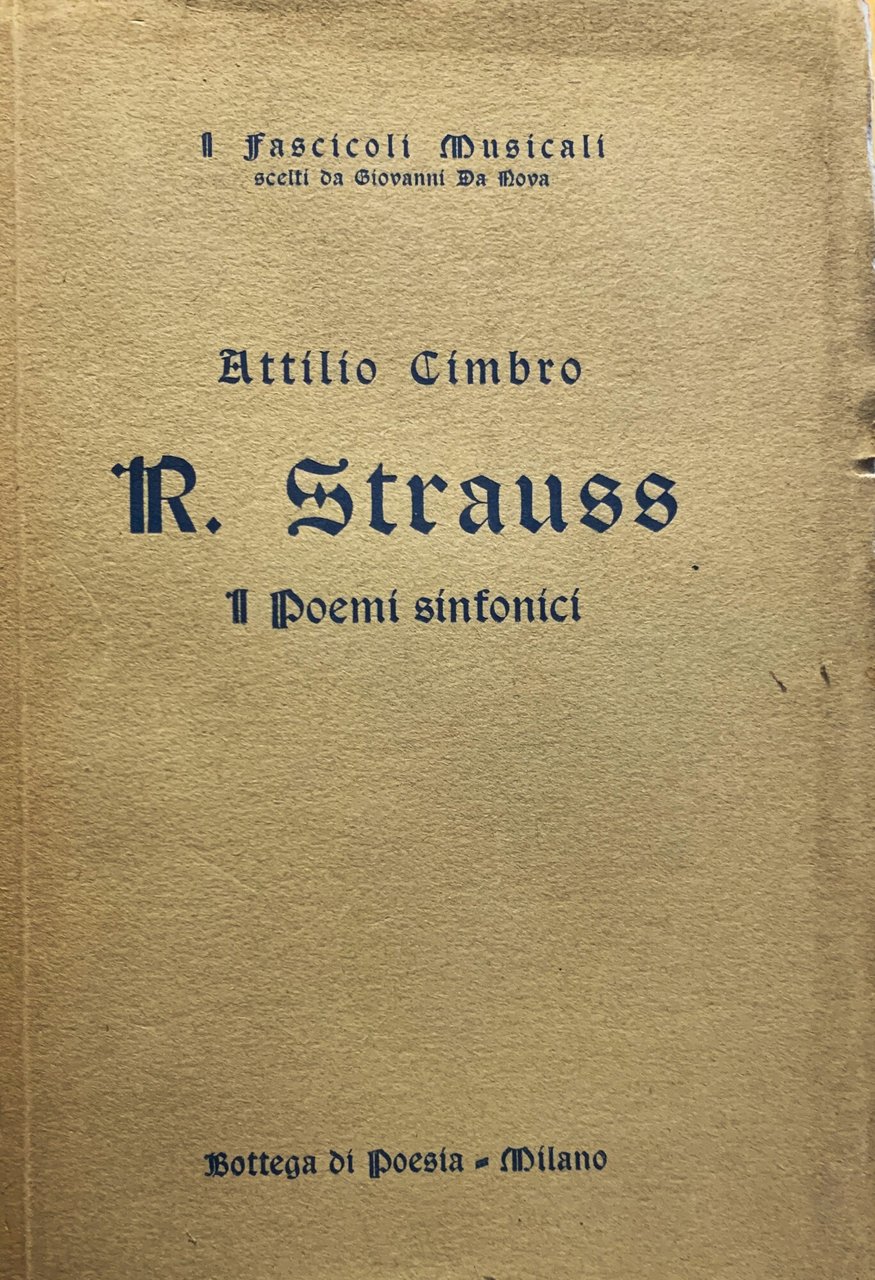 I Fascicoli Musicali
scelti da Giovanni Da Nova
Attilio Cimbro
R. Strauss
I Poemi sinfonici
Bottega di Poesia - Milano